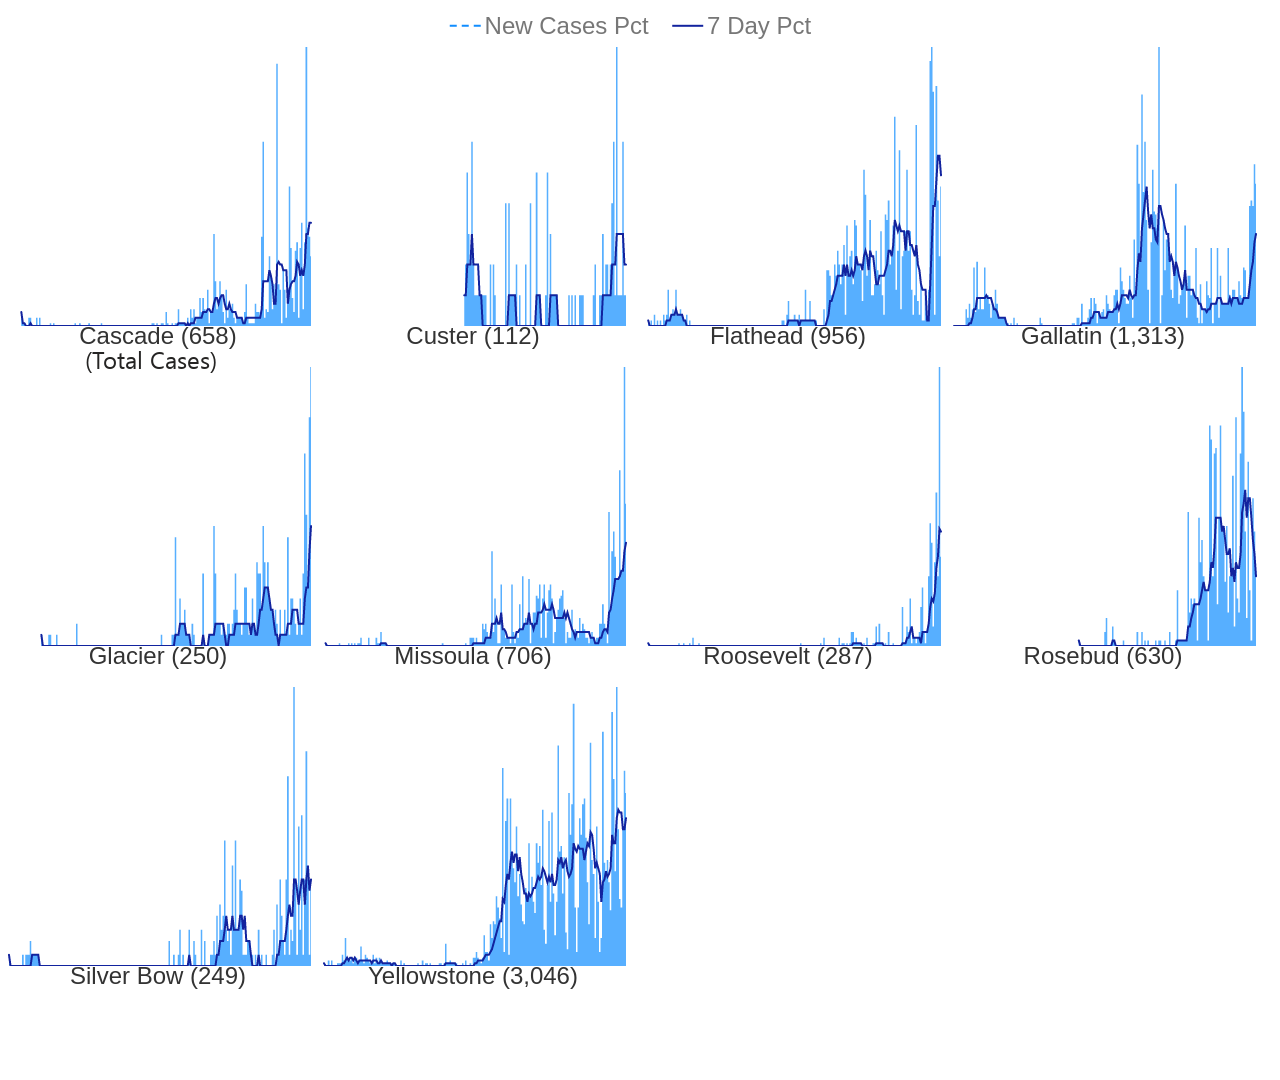 New Cases Pct 7 Day Pct
Cascade (658) Custer (112) Flathead (956) Gallatin (1,313)
(Total Cases)
Glacier (250) Missoula (706) Roosevelt (287) Rosebud (630)
Silver Bow (249) Yellowstone (3,046)